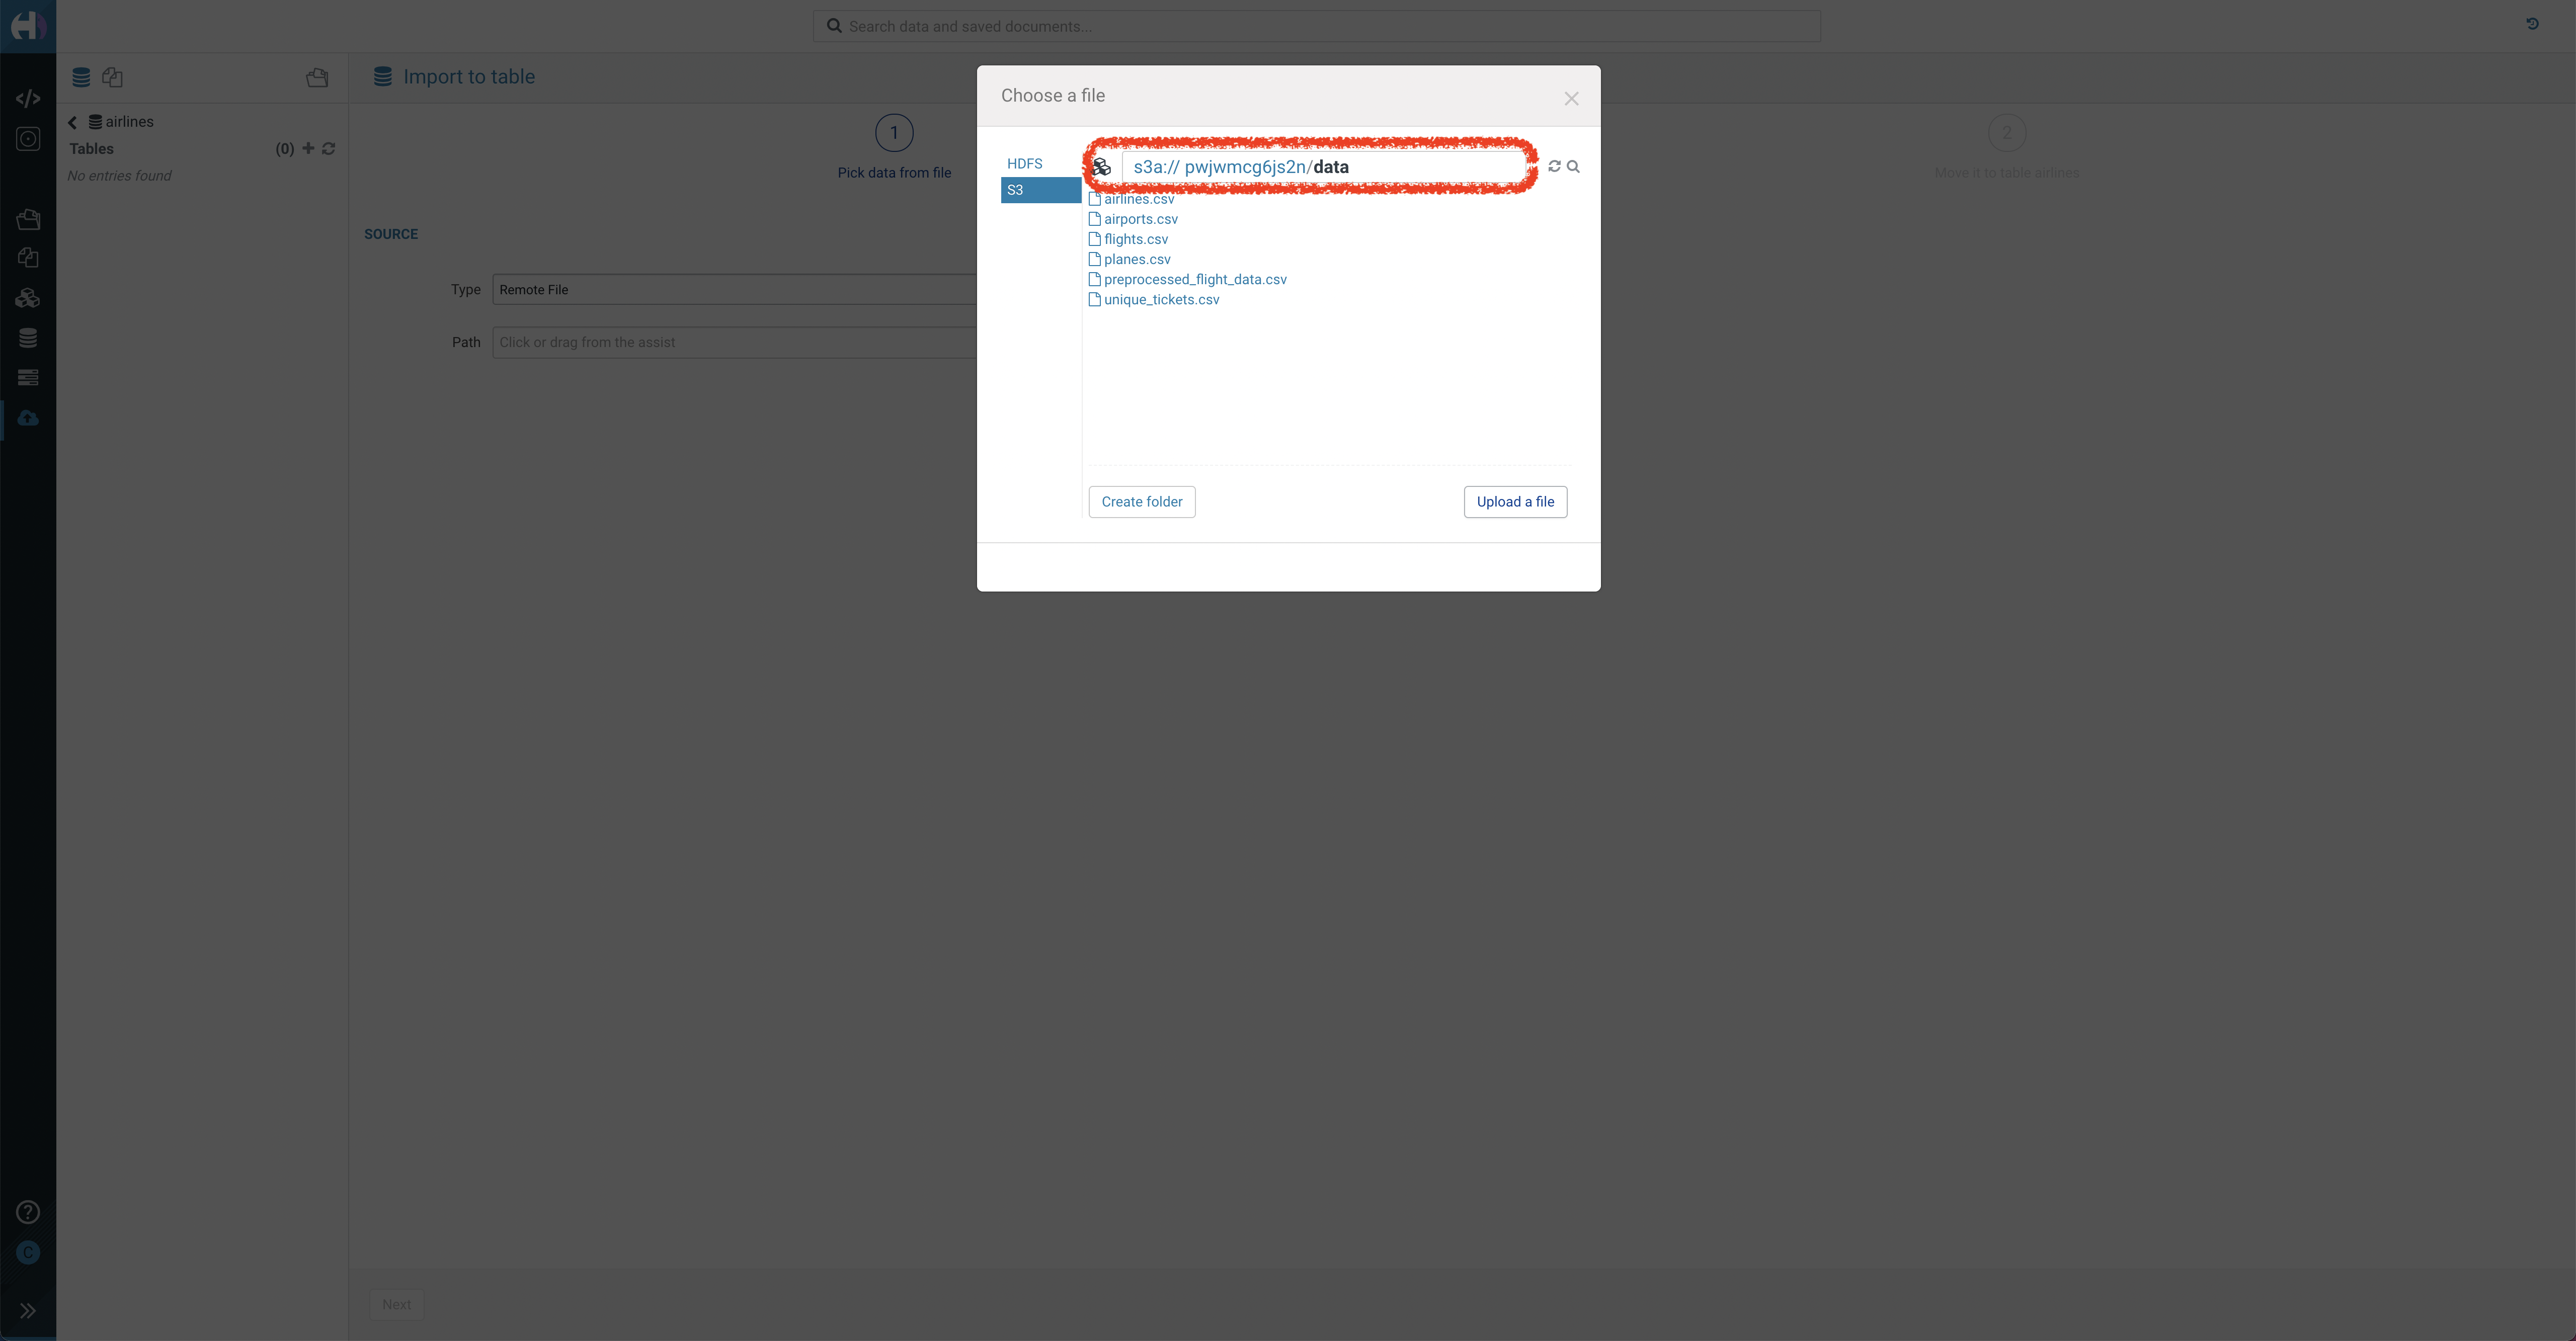 Search data and saved documents...
Import to table
airlines
Tables
(0)
No entries found
1
Pick data from file
2
Move it to table airlines
SOURCE
Type
Remote File
Path
Click or drag from the assist
Next
C
Choose a file
HDFS
S3
s3a:// pwjwmcg6js2n/data
airlines.csv
airports.csv
flights.csv
planes.csv
preprocessed_flight_data.csv
unique_tickets.csv
Create folder
Upload a file